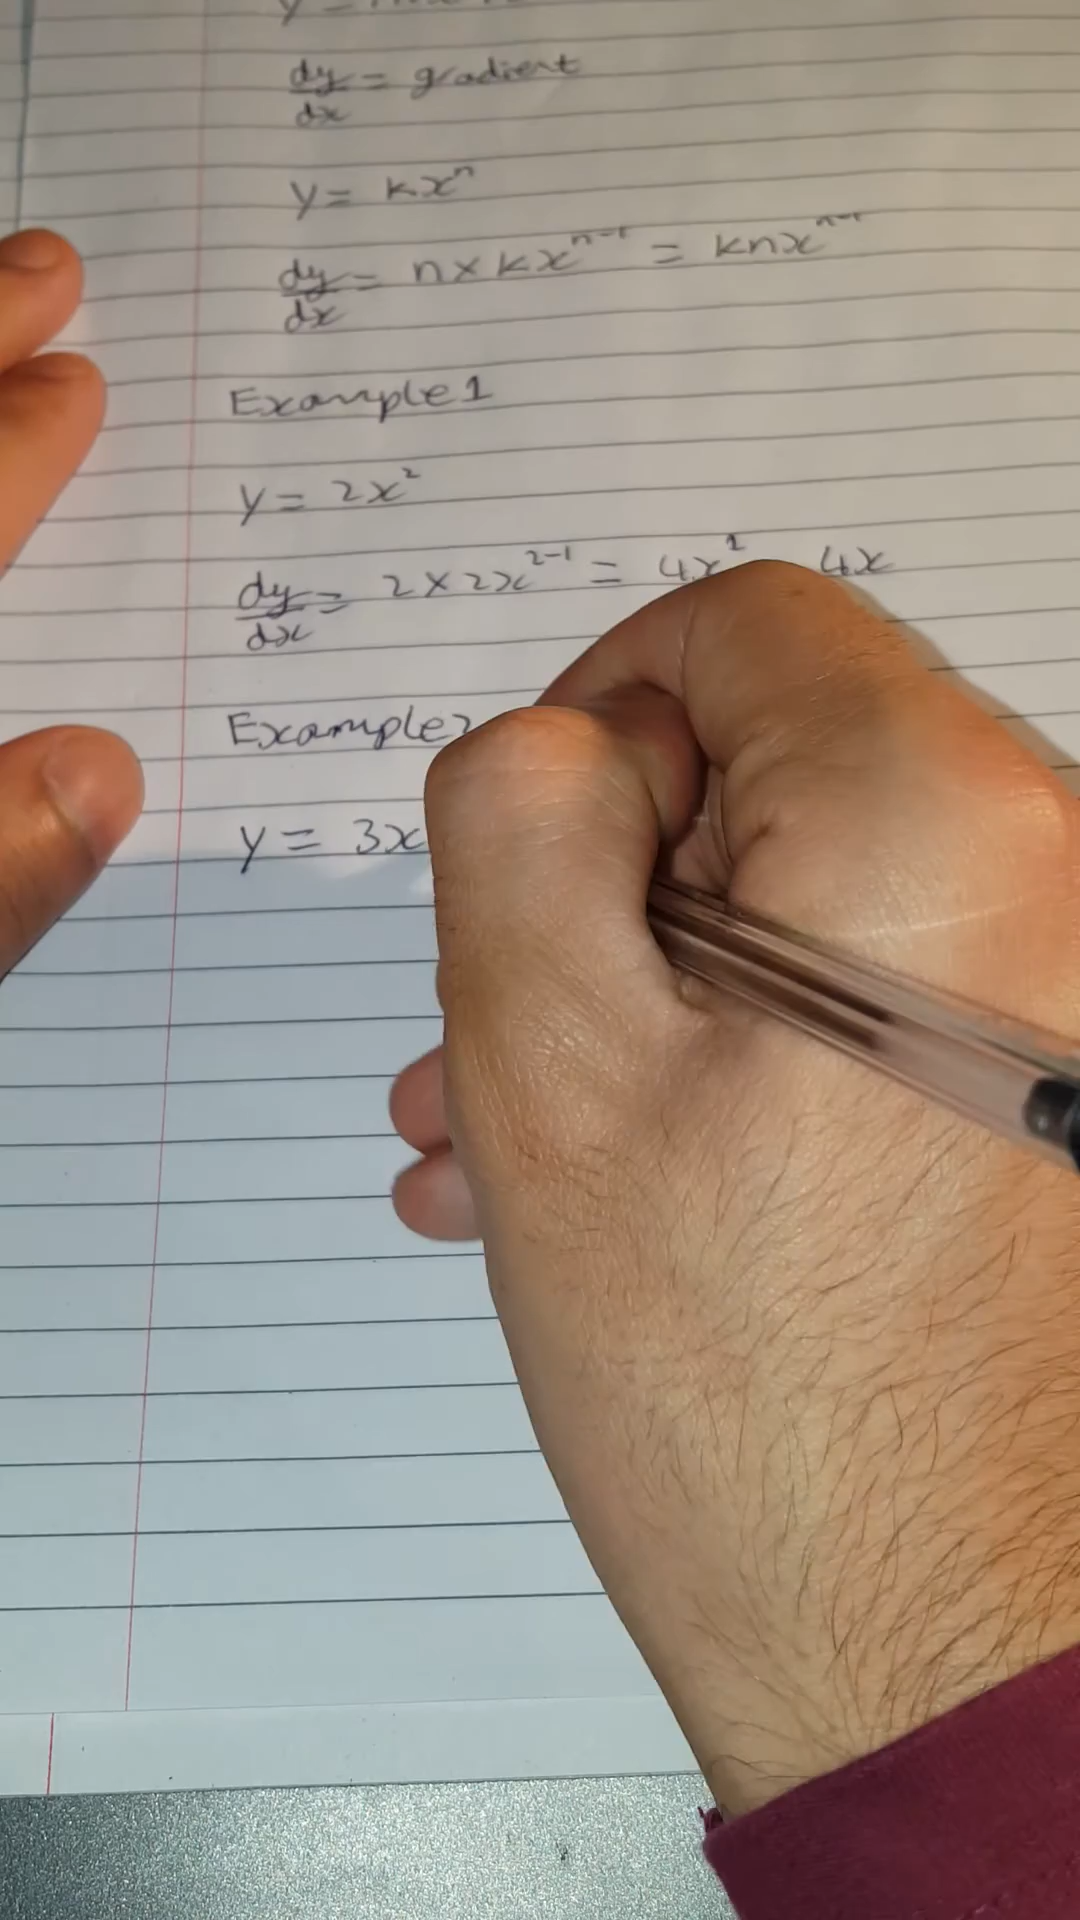 dy/dx = gradient
y = kxⁿ
dy/dx = n × kxⁿ⁻¹ = knxⁿ⁻¹
Example 1
y = 2x²
dy/dx = 2 × 2x²⁻¹ = 4x¹ 4x
Example 2
y = 3x